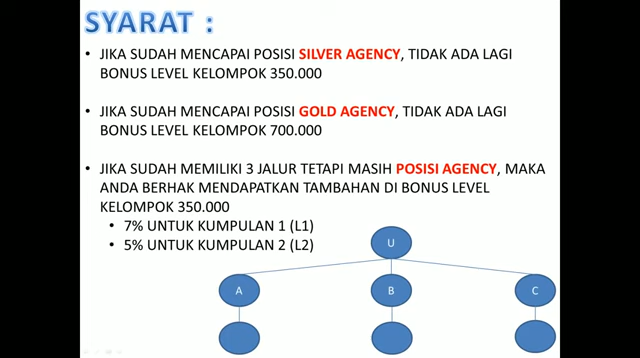 SYARAT :
• JIKA SUDAH MENCAPAI POSISI SILVER AGENCY, TIDAK ADA LAGI
BONUS LEVEL KELOMPOK 350.000
• JIKA SUDAH MENCAPAI POSISI GOLD AGENCY, TIDAK ADA LAGI
BONUS LEVEL KELOMPOK 700.000
• JIKA SUDAH MEMILIKI 3 JALUR TETAPI MASIH POSISI AGENCY, MAKA
ANDA BERHAK MENDAPATKAN TAMBAHAN DI BONUS LEVEL
KELOMPOK 350.000
• 7% UNTUK KUMPULAN 1 (L1)
• 5% UNTUK KUMPULAN 2 (L2)
U
A B C